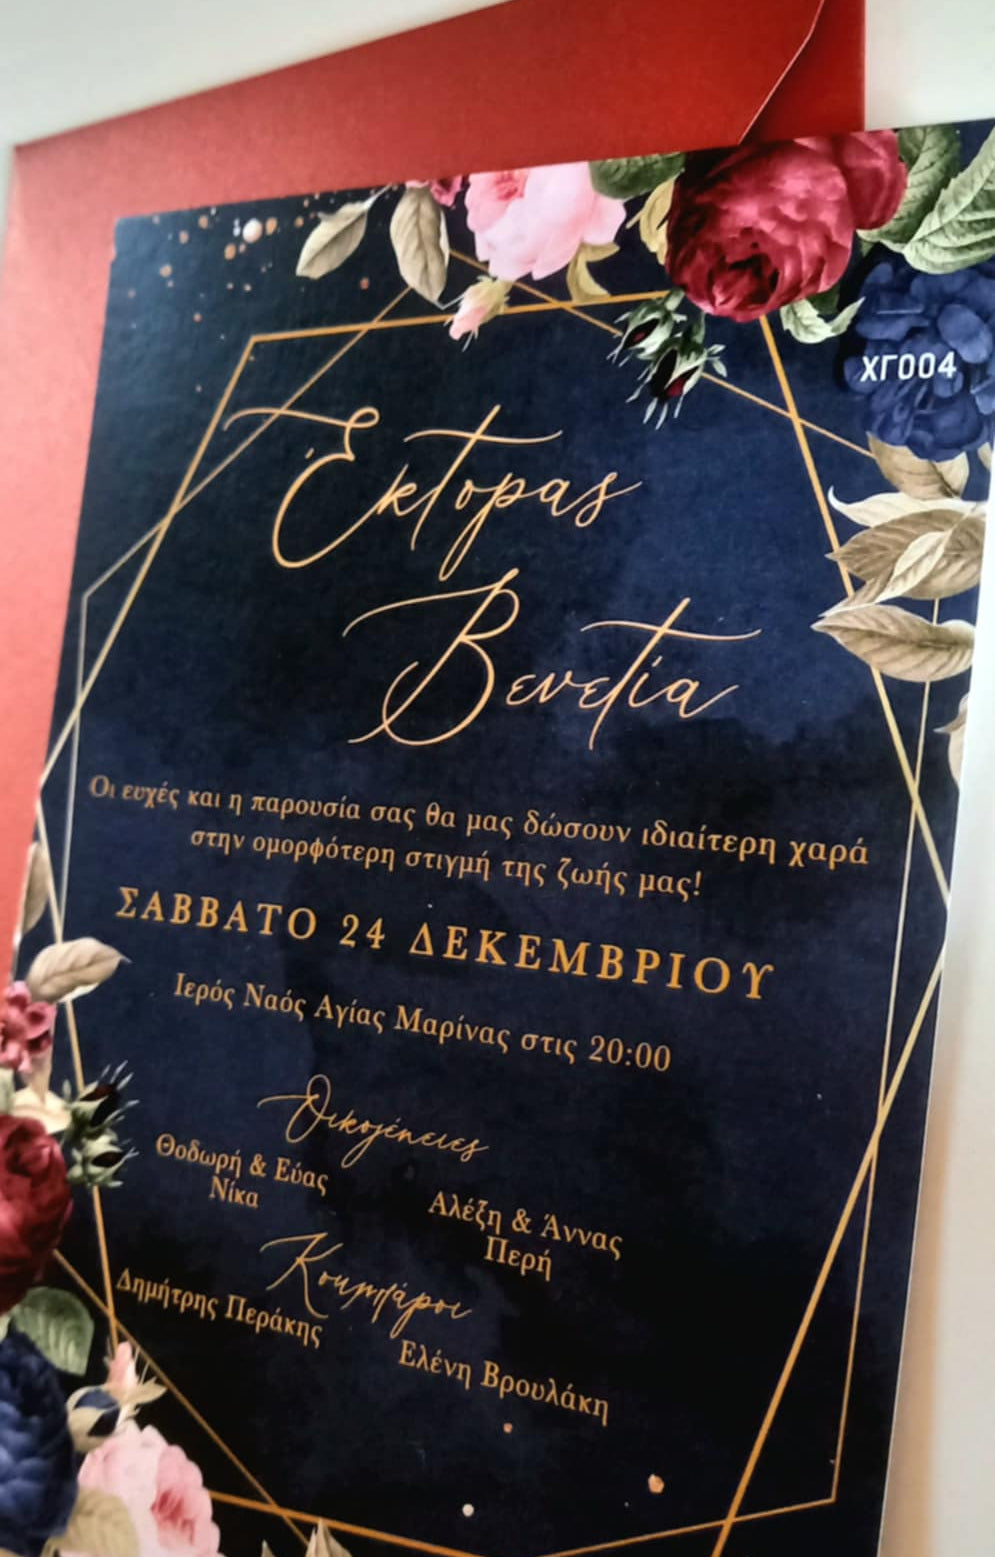 ΧΓ004
Έκτορας
Βενετία
Οι ευχές και η παρουσία σας θα μας δώσουν ιδιαίτερη χαρά
στην ομορφότερη στιγμή της ζωής μας!
ΣΑΒΒΑΤΟ 24 ΔΕΚΕΜΒΡΙΟΥ
Ιερός Ναός Αγίας Μαρίνας στις 20:00
Οικογένειες
Θοδωρή & Εύας
Νίκα
Αλέξη & Άννας
Περή
Κουμπάροι
Δημήτρης Περάκης
Ελένη Βρουλάκη